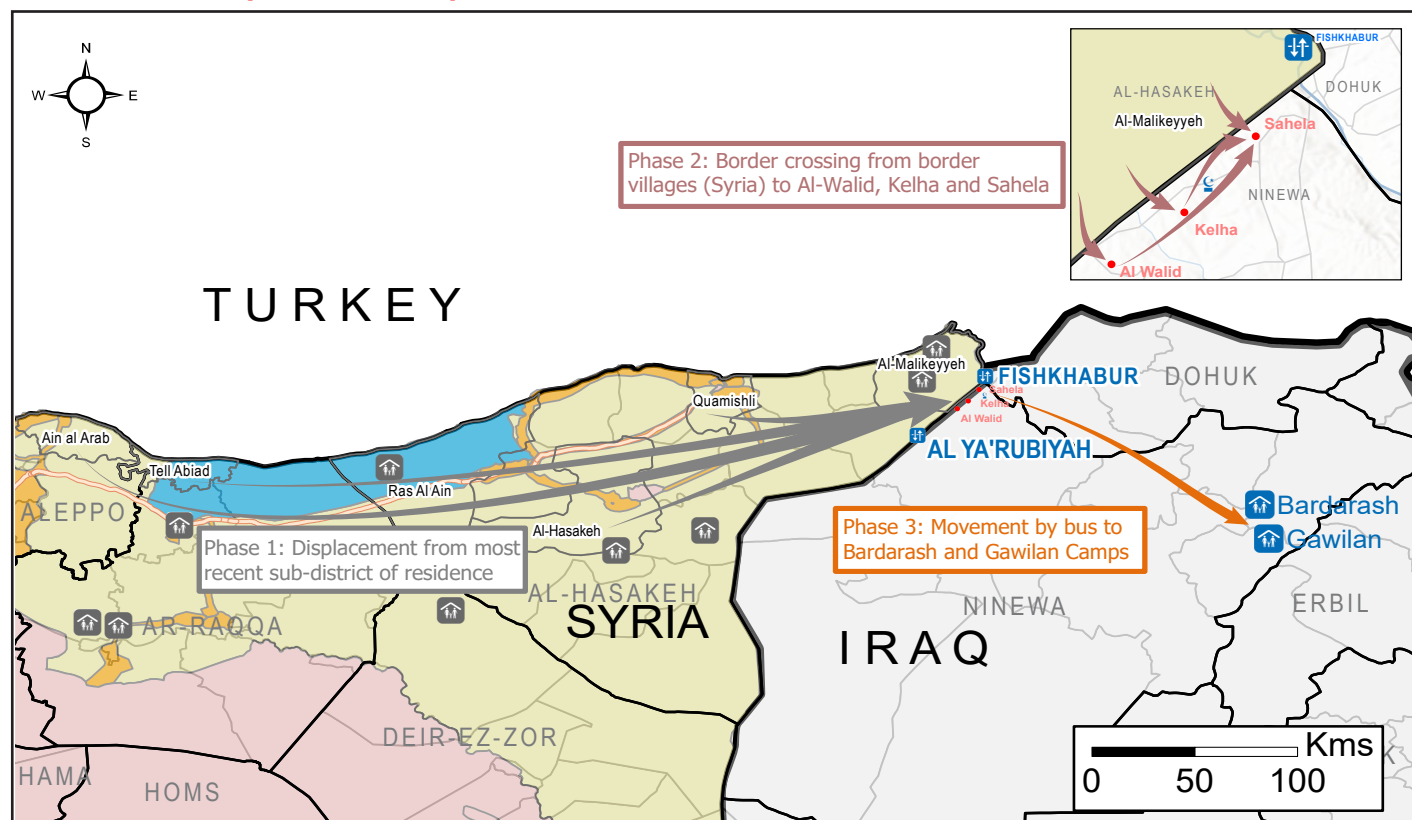 N
W
E
S
FISHKHABUR
DOHUK
AL-HASAKEH
Al-Malikeyyeh
Sahela
NINEWA
Kelha
Al Walid
Phase 2: Border crossing from border
villages (Syria) to Al-Walid, Kelha and Sahela
TURKEY
Al-Malikeyyeh
FISHKHABUR
DOHUK
Sahela
Kelha
Al Walid
Quamishli
AL YA'RUBIYAH
Ain al Arab
Tell Abiad
Ras Al Ain
ALEPPO
Al-Hasakeh
Bardarash
Gawilan
Phase 1: Displacement from most
recent sub-district of residence
Phase 3: Movement by bus to
Bardarash and Gawilan Camps
AL-HASAKEH
SYRIA
AR-RAQQA
NINEWA
ERBIL
IRAQ
DEIR-EZ-ZOR
HAMA
HOMS
Kms
0 50 100